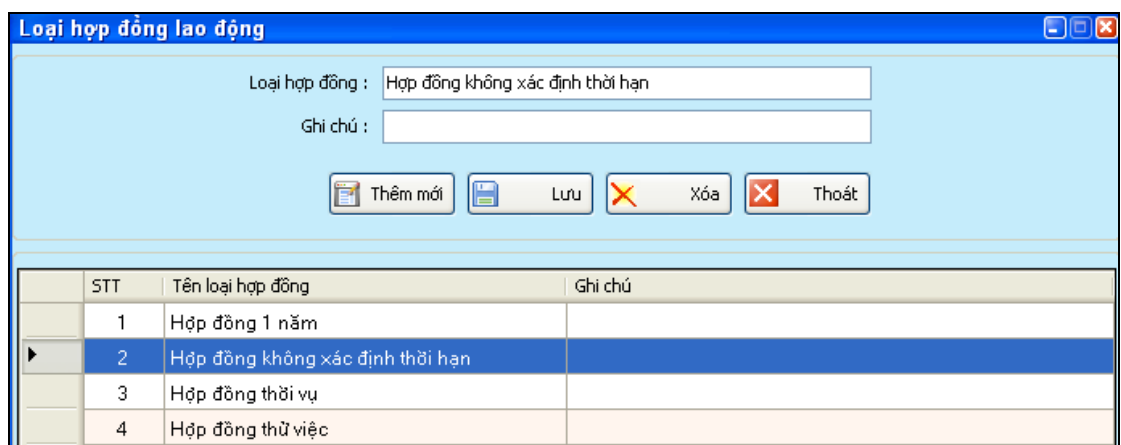 Loại hợp đồng lao động
Loại hợp đồng : Hợp đồng không xác định thời hạn
Ghi chú :
Thêm mới Lưu Xóa Thoát
STT Tên loại hợp đồng Ghi chú
1 Hợp đồng 1 năm
2 Hợp đồng không xác định thời hạn
3 Hợp đồng thời vụ
4 Hợp đồng thử việc